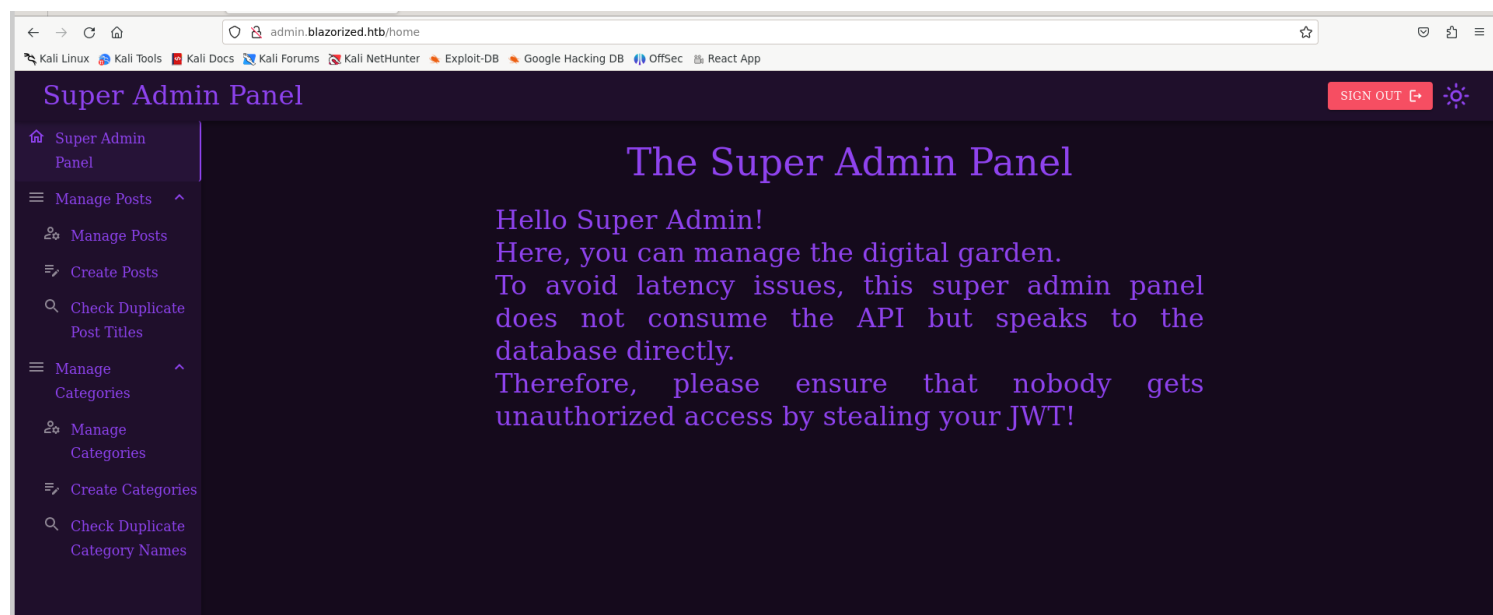 admin.blazorized.htb/home
Kali Linux Kali Tools Kali Docs Kali Forums Kali NetHunter Exploit-DB Google Hacking DB OffSec React App
Super Admin Panel
SIGN OUT
Super Admin
Panel
Manage Posts
Manage Posts
Create Posts
Check Duplicate
Post Titles
Manage
Categories
Manage
Categories
Create Categories
Check Duplicate
Category Names
The Super Admin Panel
Hello Super Admin!
Here, you can manage the digital garden.
To avoid latency issues, this super admin panel
does not consume the API but speaks to the
database directly.
Therefore, please ensure that nobody gets
unauthorized access by stealing your JWT!